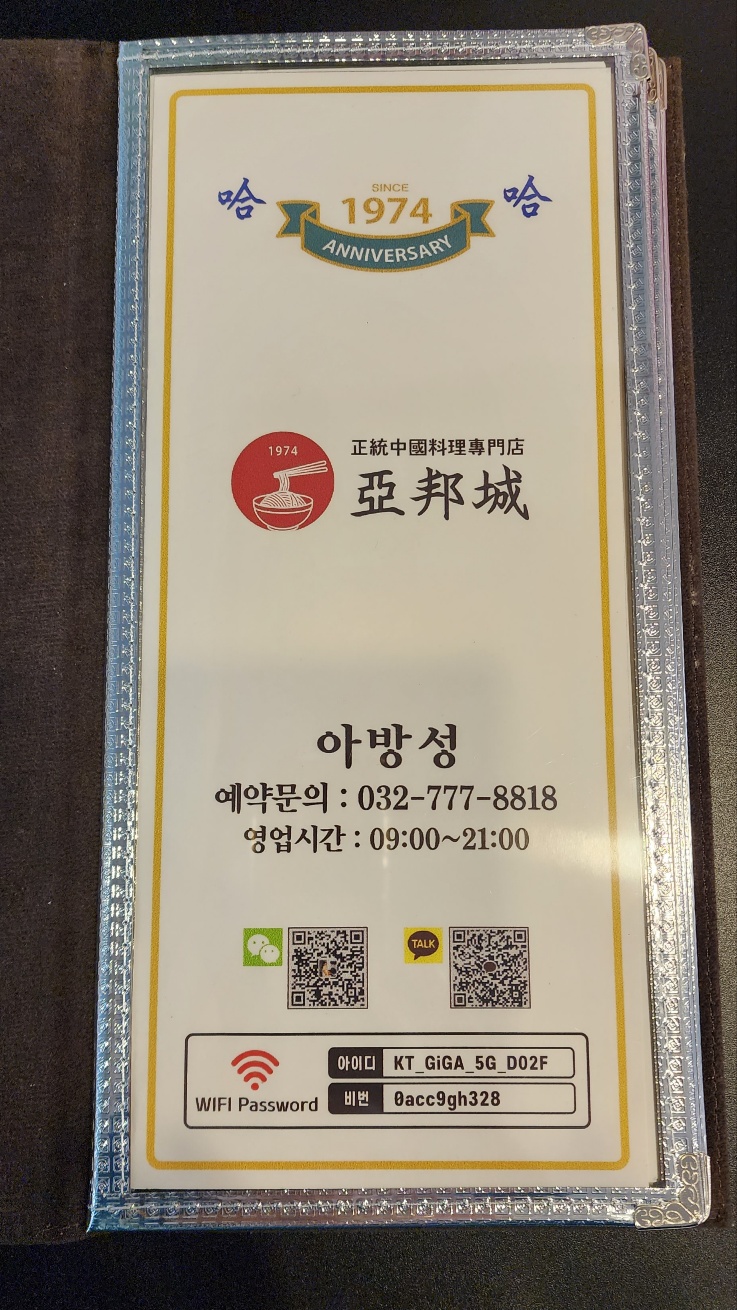 哈
SINCE
1974
ANNIVERSARY
哈
1974
正統中國料理專門店
亞邦城
아방성
예약문의 : 032-777-8818
영업시간 : 09:00~21:00
TALK
WIFI Password
아이디 KT_GiGA_5G_D02F
비번 0acc9gh328